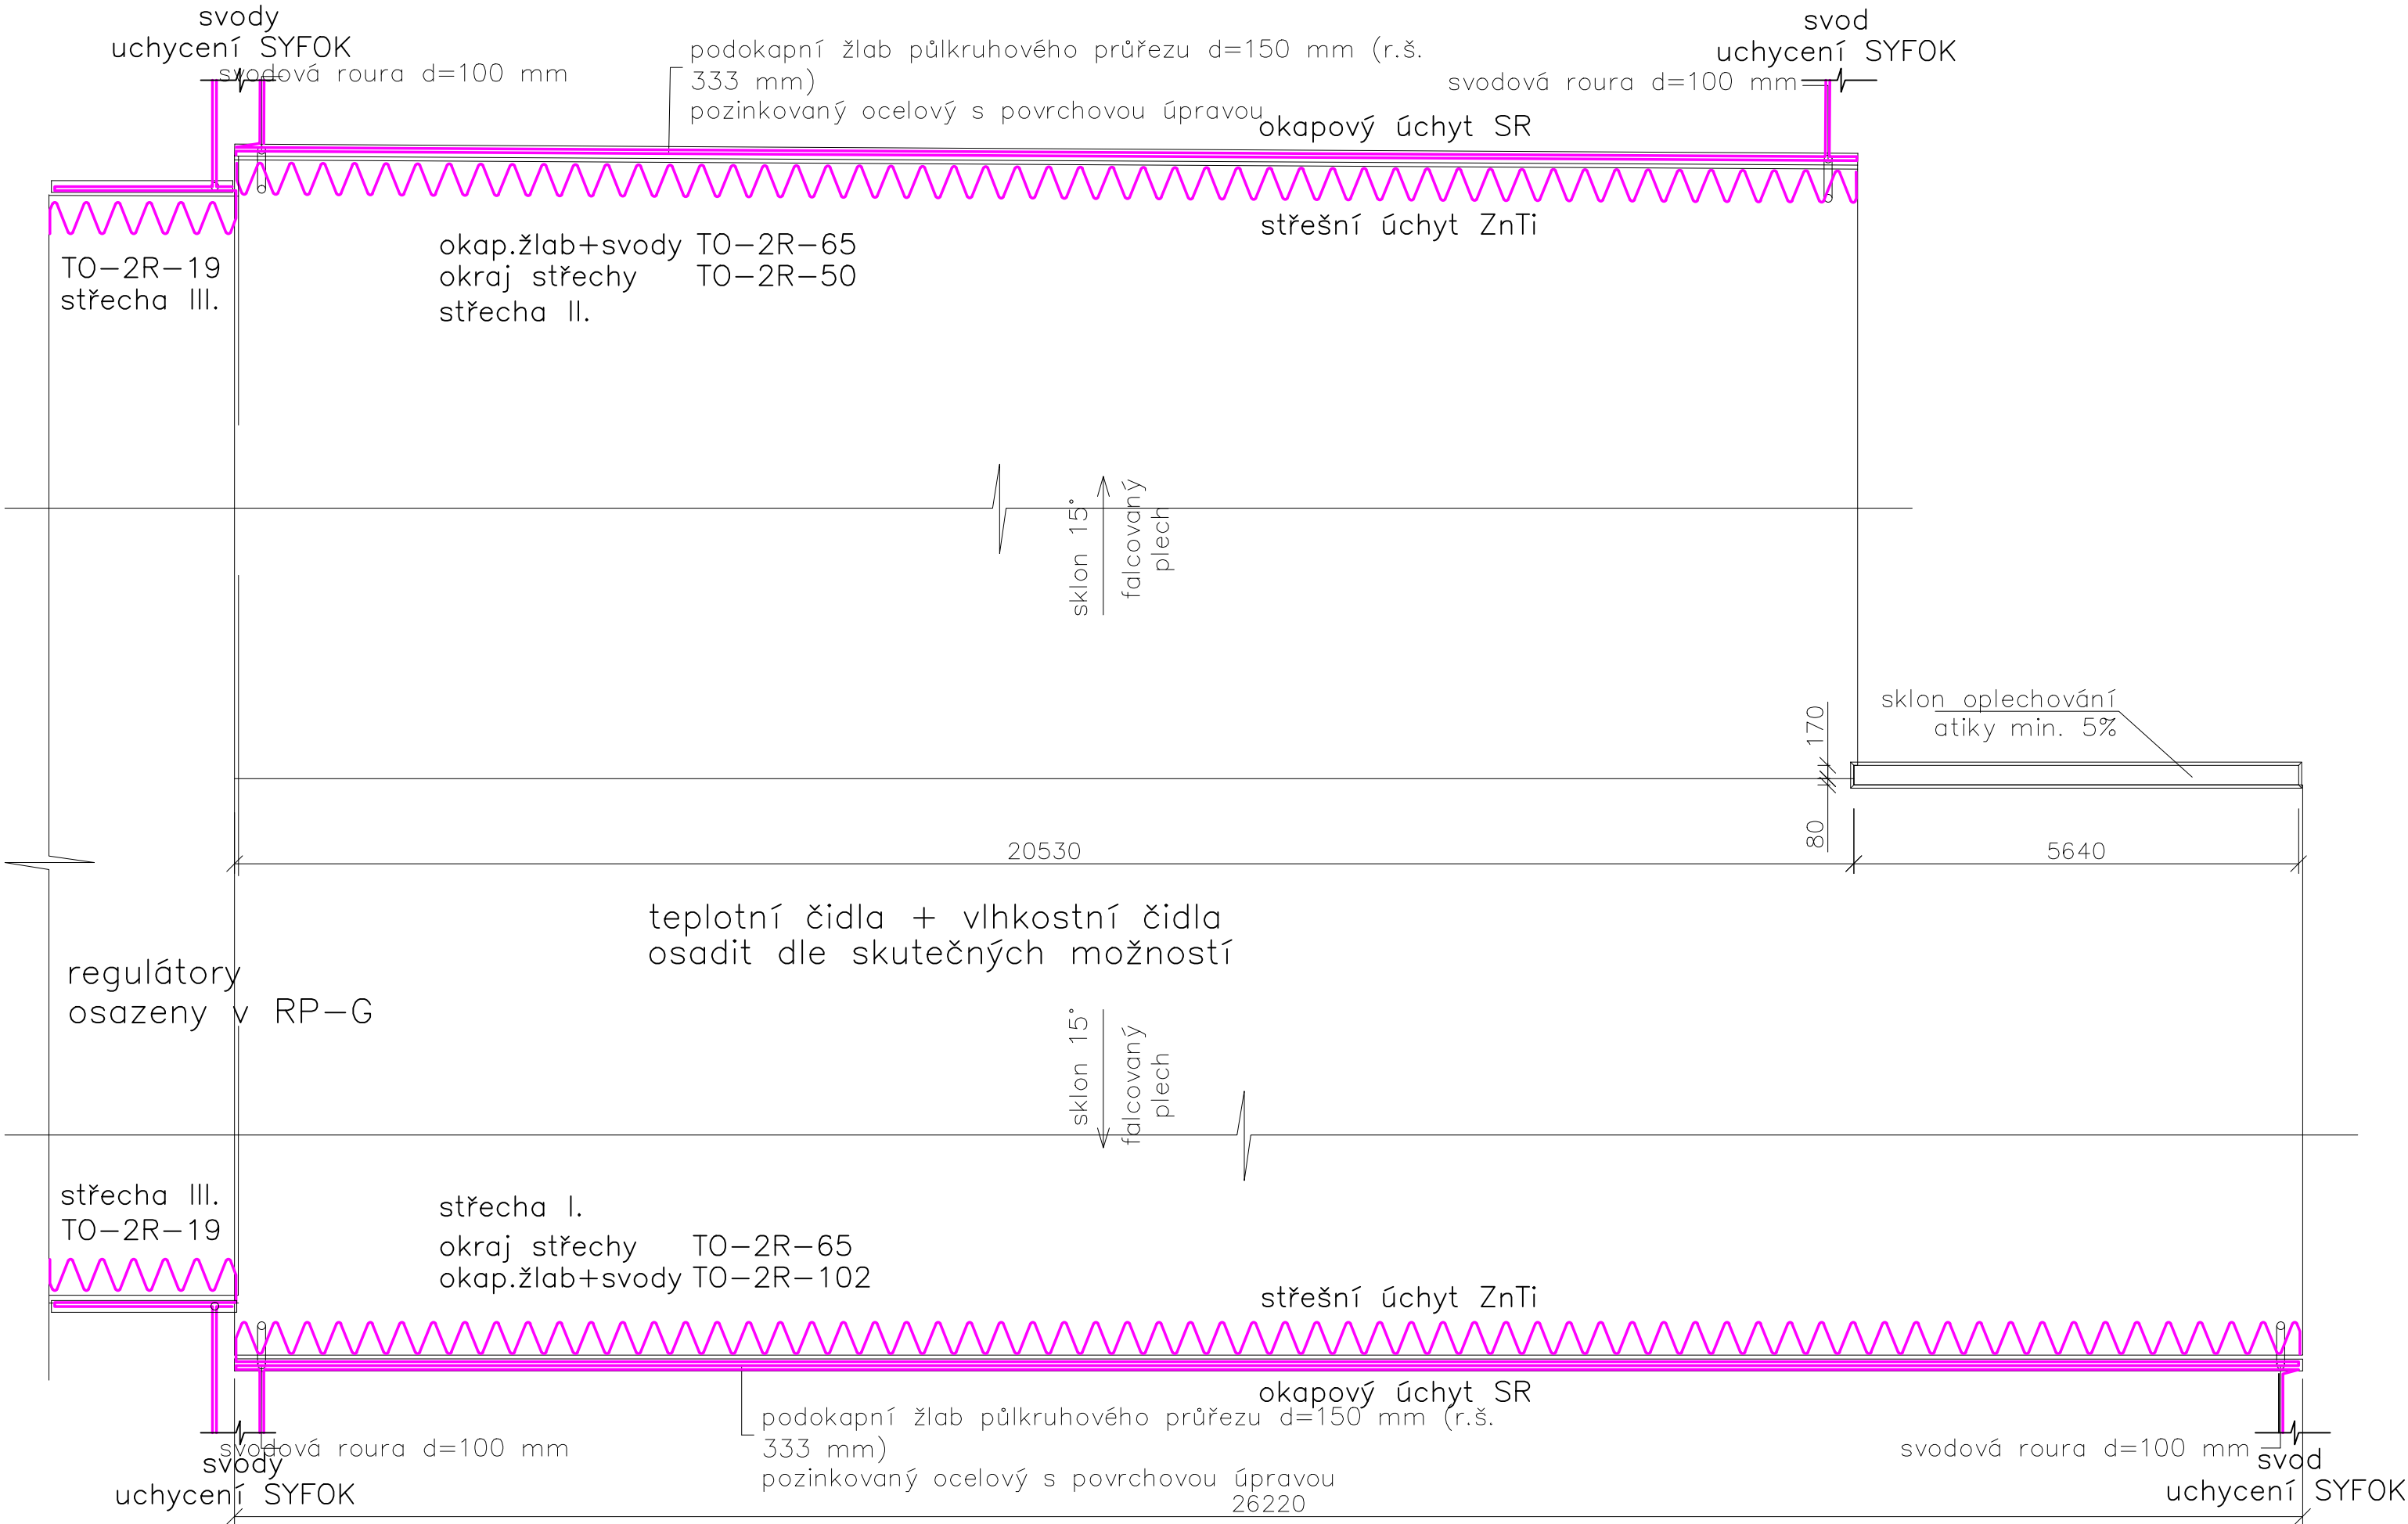 svody
uchycení SYFOK
svodová roura d=100 mm
podokapní žlab půlkruhového průřezu d=150 mm (r.š.
333 mm)
pozinkovaný ocelový s povrchovou úpravou
svod
uchycení SYFOK
svodová roura d=100 mm
okapový úchyt SR
střešní úchyt ZnTi
TO-2R-19
střecha III.
okap.žlab+svody TO-2R-65
okraj střechy TO-2R-50
střecha II.
sklon 15°
falcovaný
plech
sklon oplechování
atiky min. 5%
170
80
20530
5640
teplotní čidla + vlhkostní čidla
osadit dle skutečných možností
regulátory
osazeny v RP-G
sklon 15°
falcovaný
plech
střecha III.
TO-2R-19
střecha I.
okraj střechy TO-2R-65
okap.žlab+svody TO-2R-102
střešní úchyt ZnTi
okapový úchyt SR
podokapní žlab půlkruhového průřezu d=150 mm (r.š.
333 mm)
pozinkovaný ocelový s povrchovou úpravou
svodová roura d=100 mm
svody
uchycení SYFOK
svodová roura d=100 mm
svod
uchycení SYFOK
26220